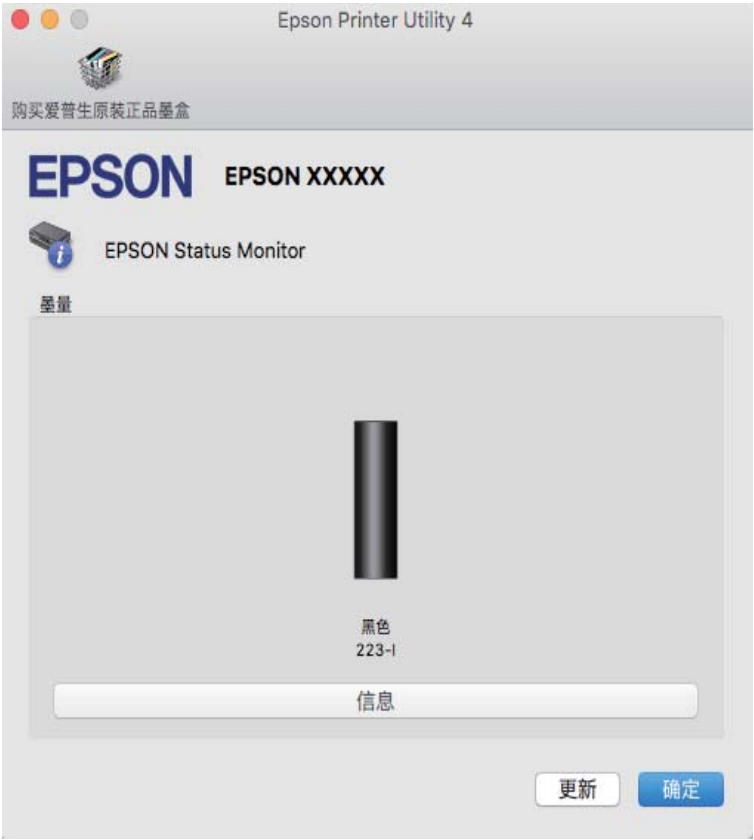 Epson Printer Utility 4
购买爱普生原装正品墨盒
EPSON EPSON XXXXX
EPSON Status Monitor
墨量
黑色
223-I
信息
更新 确定